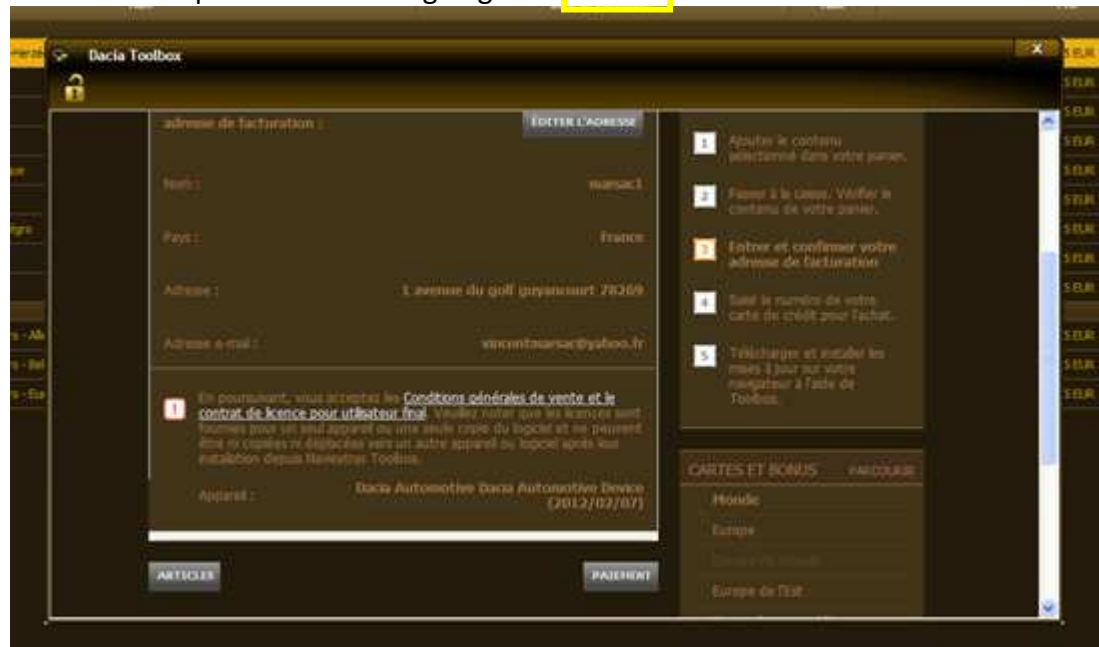 Dacia Toolbox
X
adresse de facturation :
ÉDITER L'ADRESSE
Nom :
marsac1
Pays :
France
Adresse :
1 avenue du golf guyancourt 78209
Adresse e-mail :
vincentmarsac@yahoo.fr
En poursuivant, vous acceptez les Conditions générales de vente et le
contrat de licence pour utilisateur final. Veuillez noter que les licences sont
fournies pour un seul appareil ou une seule copie du logiciel et ne peuvent
être ni copiées ni déplacées vers un autre appareil ou logiciel après leur
installation depuis Naviextras Toolbox.
Appareil :
Dacia Automotive Dacia Automotive Device
(2012/02/07)
ARTICLES
PAIEMENT
1 Ajouter le contenu
sélectionné dans votre panier.
2 Passer à la caisse. Vérifier le
contenu de votre panier.
3 Entrer et confirmer votre
adresse de facturation
4 Saisir le numéro de votre
carte de crédit pour l'achat.
5 Télécharger et installer les
mises à jour sur votre
navigateur à l'aide de
Toolbox.
CARTES ET BONUS
PARCOURIR
Monde
Europe
Europe de l'Est